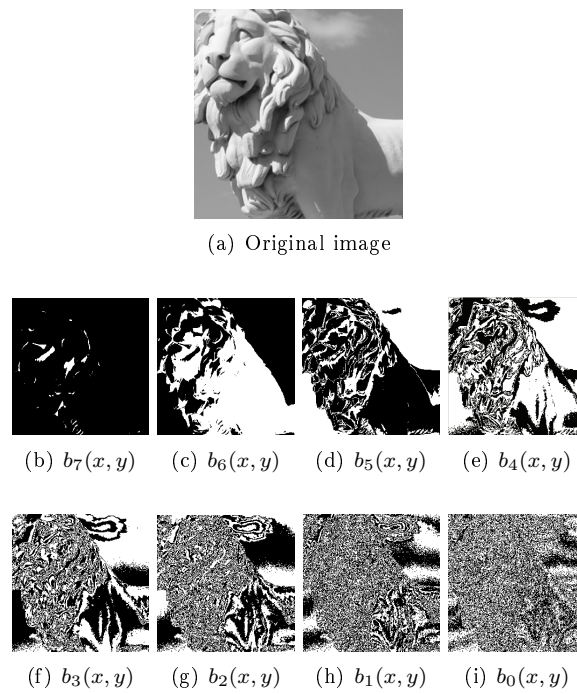 (a) Original image
(b) b₇(x, y) (c) b₆(x, y) (d) b₅(x, y) (e) b₄(x, y)
(f) b₃(x, y) (g) b₂(x, y) (h) b₁(x, y) (i) b₀(x, y)